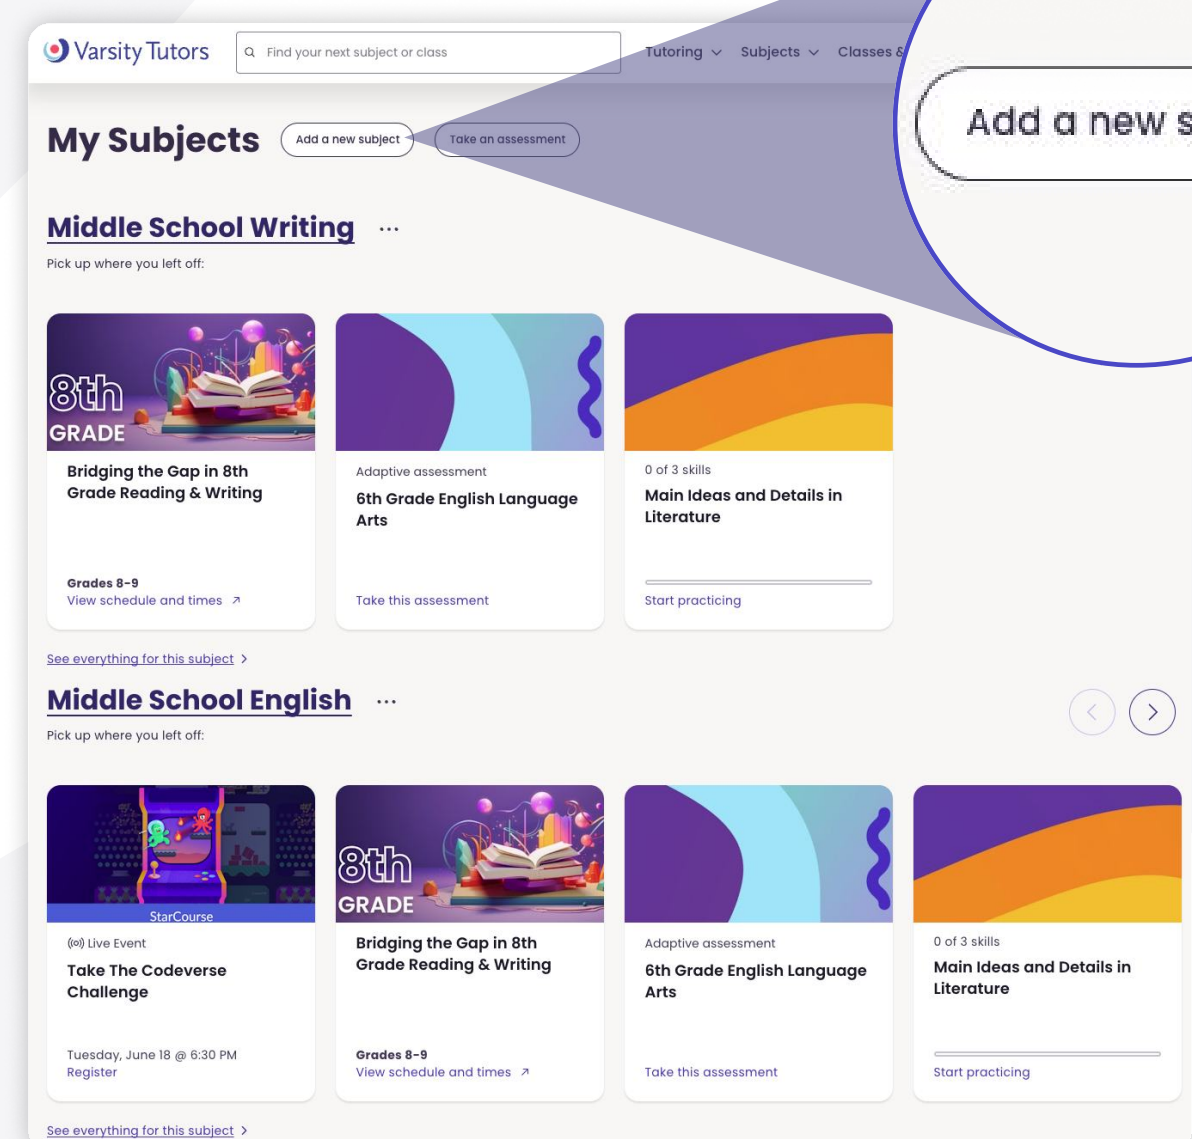 Varsity Tutors
Find your next subject or class
Tutoring
Subjects
Classes &
My Subjects
Add a new subject
Take an assessment
Add a new s
Middle School Writing
...
Pick up where you left off:
8th
GRADE
Bridging the Gap in 8th
Grade Reading & Writing
Grades 8-9
View schedule and times
Adaptive assessment
6th Grade English Language
Arts
Take this assessment
0 of 3 skills
Main Ideas and Details in
Literature
Start practicing
See everything for this subject
Middle School English
...
Pick up where you left off:
StarCourse
Live Event
Take The Codeverse
Challenge
Tuesday, June 18 @ 6:30 PM
Register
8th
GRADE
Bridging the Gap in 8th
Grade Reading & Writing
Grades 8-9
View schedule and times
Adaptive assessment
6th Grade English Language
Arts
Take this assessment
0 of 3 skills
Main Ideas and Details in
Literature
Start practicing
See everything for this subject